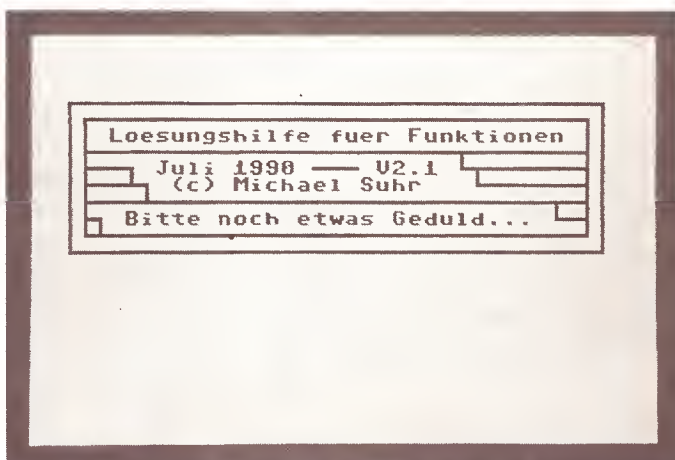 Loesungshilfe fuer Funktionen
Juli 1990 —— V2.1
(c) Michael Suhr
Bitte noch etwas Geduld...